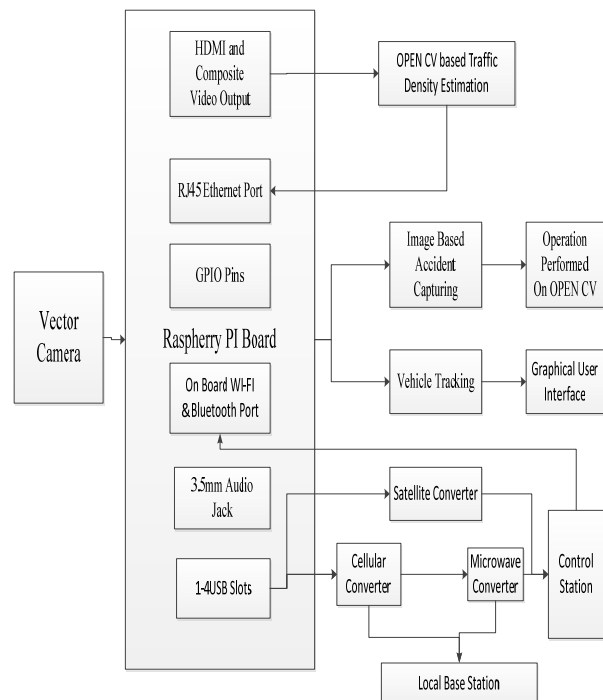 HDMI and
Composite
Video Output
OPEN CV based Traffic
Density Estimation
RJ45 Ethernet Port
GPIO Pins
Image Based
Accident
Capturing
Operation
Performed
On OPEN CV
Vector
Camera
Raspherry PI Board
On Board WI-FI
&Bluetooth Port
Vehicle Tracking
Graphical User
Interface
3.5mm Audio
Jack
Satellite Converter
1-4USB Slots
Cellular
Converter
Microwave
Converter
Control
Station
Local Base Station